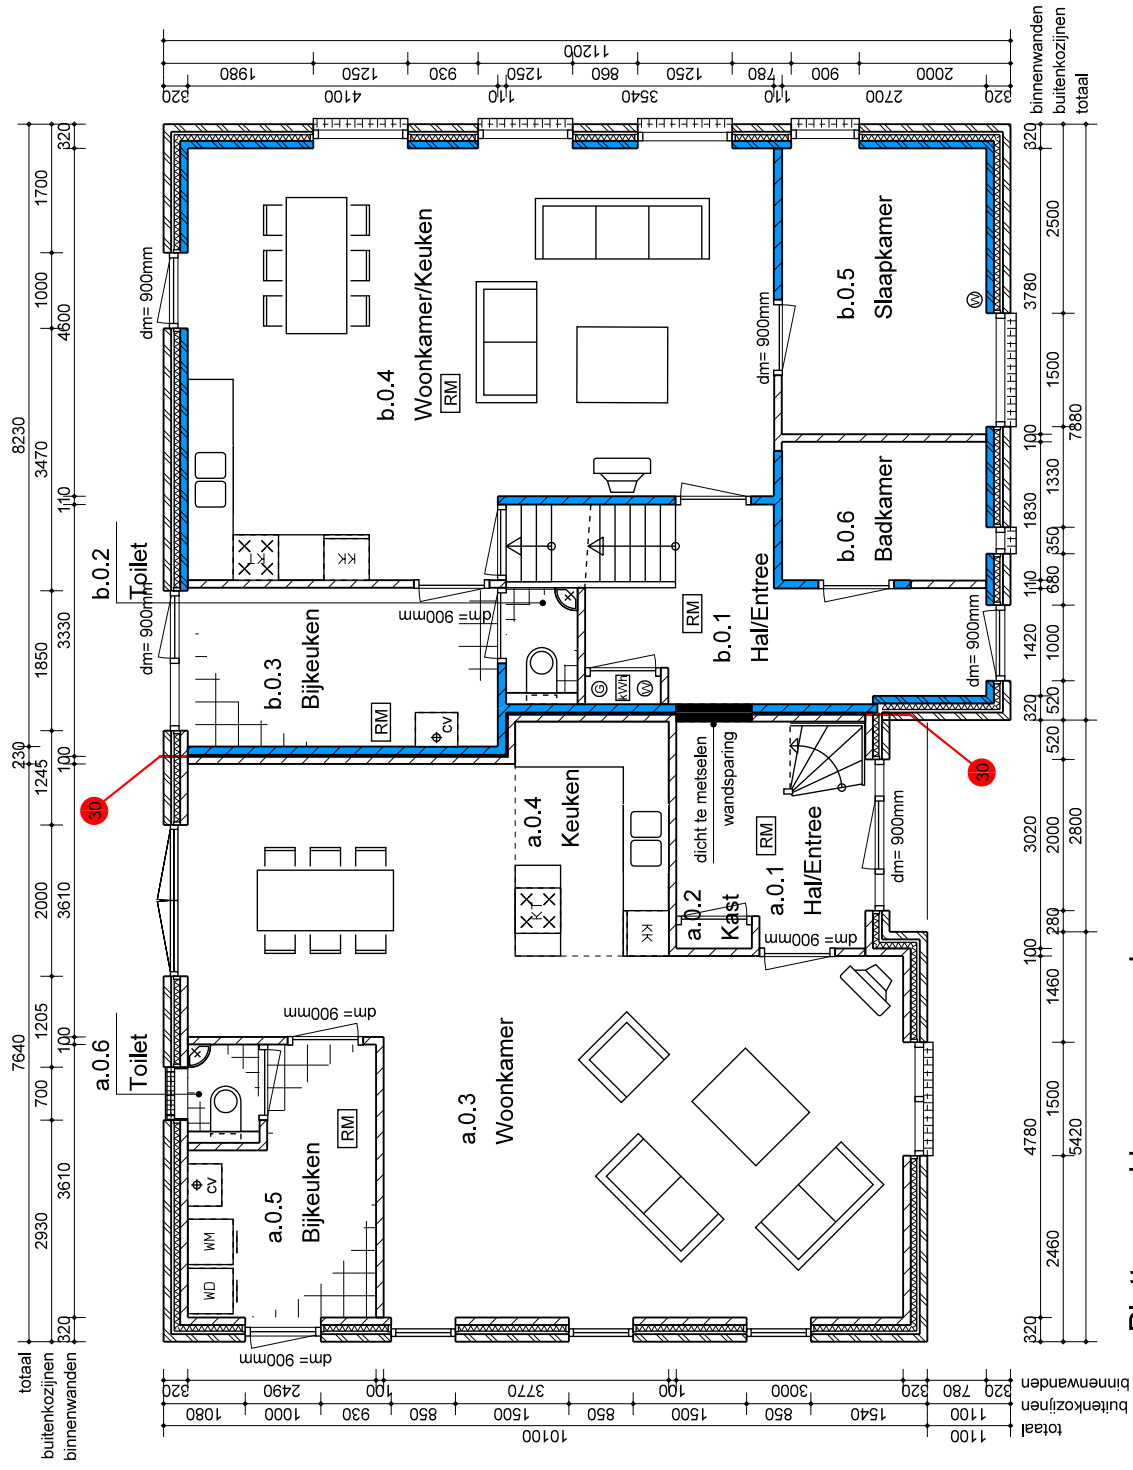 totaal
buitenkozijnen
binnenwanden
7640
8230
2930
700
1205
2000
1245
230
1850
3470
1000
1700
320
3610
100
3610
100
3330
110
4600
320
a.0.6
Toilet
b.0.2
Toilet
dm= 900mm
dm= 900mm
30
WD
WM
CV
a.0.5
Bijkeuken
RM
dm= 900mm
dm= 900mm
b.0.3
Bijkeuken
RM
CV
dm= 900mm
KT
KK
b.0.4
Woonkamer/Keuken
RM
a.0.3
Woonkamer
a.0.4
Keuken
KT
KK
dicht te metselen
wandsparing
a.0.2
Kast
a.0.1
Hal/Entree
RM
dm= 900mm
dm= 900mm
G
kWh
W
RM
b.0.1
Hal/Entree
dm= 900mm
b.0.6
Badkamer
b.0.5
Slaapkamer
W
dm= 900mm
30
320
4780
100
3020
320
1420
110
1830
100
3780
320
2460
1500
1460
280
2000
520
520
1000
680
350
1330
1500
2500
5420
2800
7880
binnenwanden
buitenkozijnen
totaal
320
2490
100
3770
100
3000
320
780
320
binnenwanden
1080
1000
930
850
1500
850
1500
850
1540
1100
buitenkozijnen
10100
1100
totaal
11200
1980
1250
930
1250
860
1250
780
900
2000
320
4100
110
3540
110
2700
320